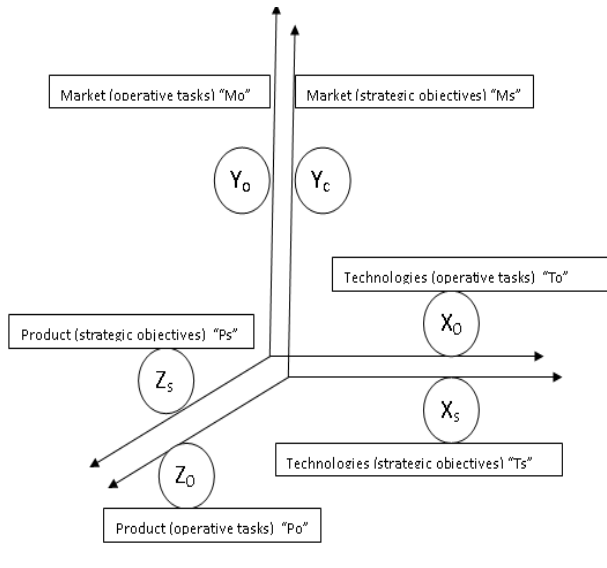 Market (operative tasks) "Mo"
Market (strategic objectives) "Ms"
Yo
Yc
Technologies (operative tasks) "To"
XO
Product (strategic objectives) "Ps"
Zs
Xs
Technologies (strategic objectives) "Ts"
ZO
Product (operative tasks) "Po"